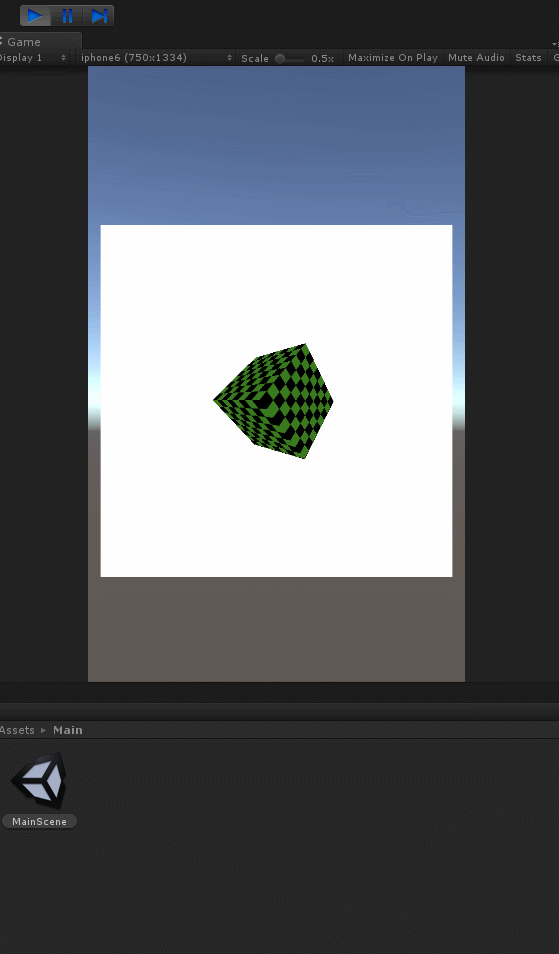 Game
Display 1 iphone6 (750x1334) Scale 0.5x Maximize On Play Mute Audio Stats G
Assets ▸ Main
MainScene